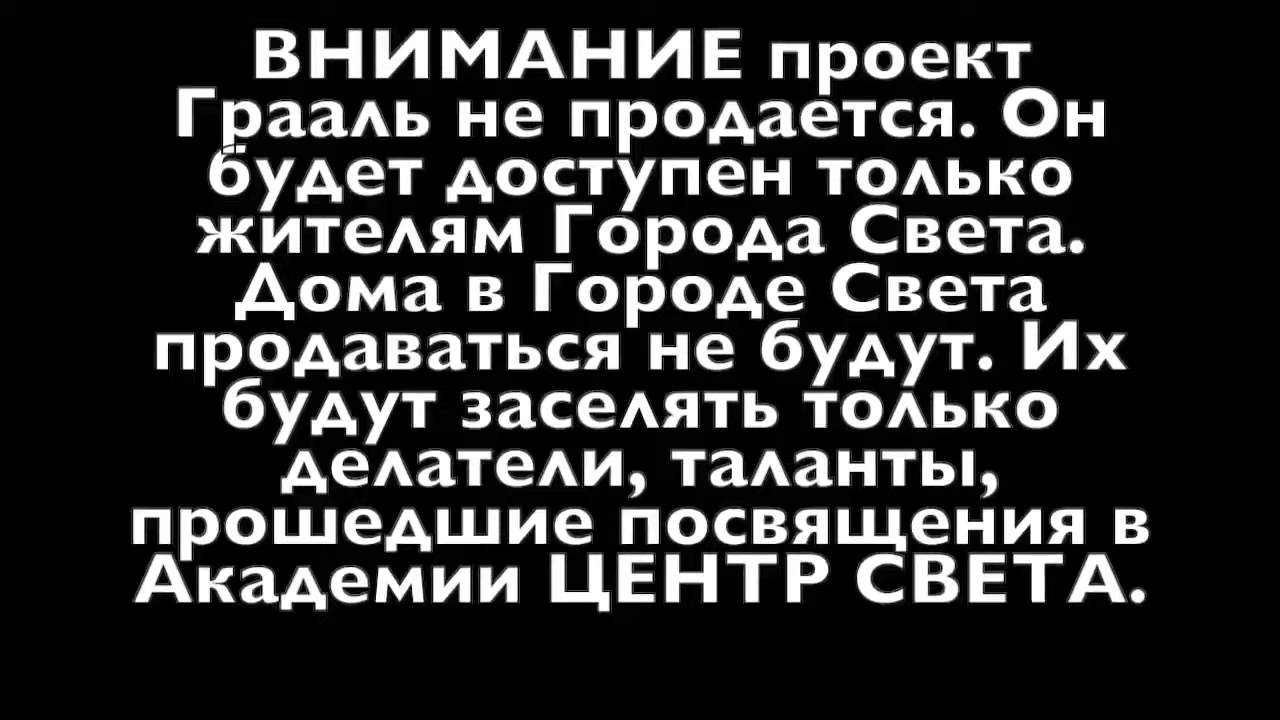 ВНИМАНИЕ проект
Грааль не продается. Он
будет доступен только
жителям Города Света.
Дома в Городе Света
продаваться не будут. Их
будут заселять только
делатели, таланты,
прошедшие посвящения в
Академии ЦЕНТР СВЕТА.